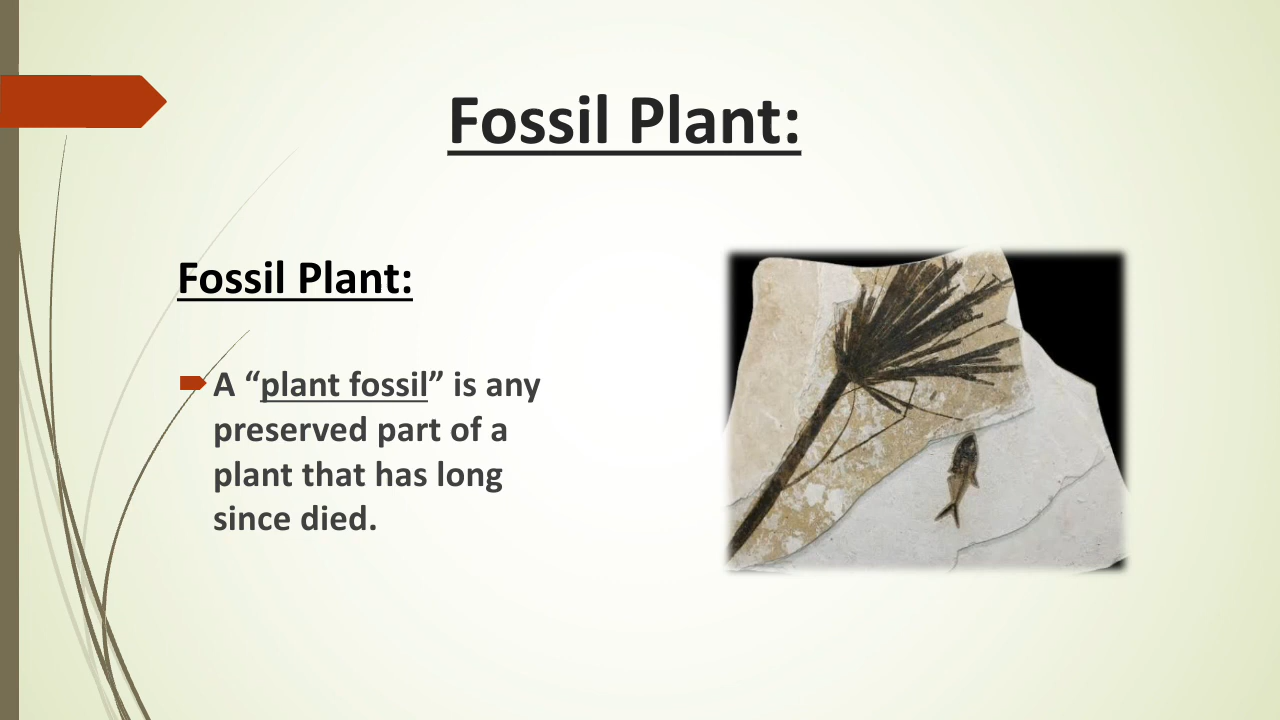 Fossil Plant:
Fossil Plant:
A “plant fossil” is any
preserved part of a
plant that has long
since died.